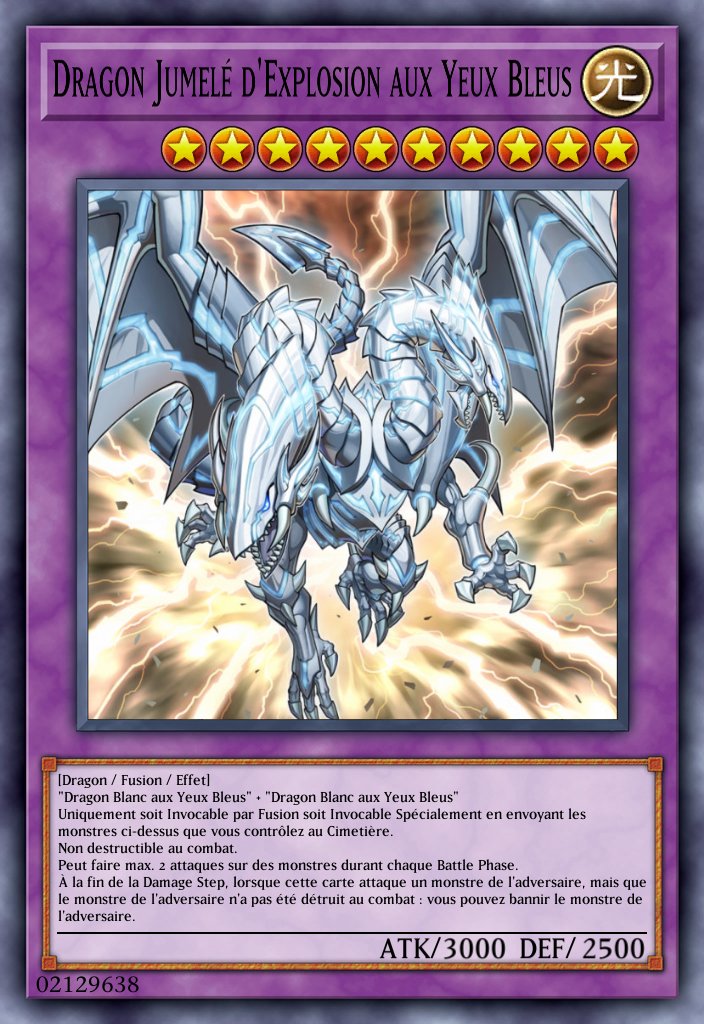 Dragon Jumelé d'Explosion aux Yeux Bleus
光
[Dragon / Fusion / Effet]
"Dragon Blanc aux Yeux Bleus" + "Dragon Blanc aux Yeux Bleus"
Uniquement soit Invocable par Fusion soit Invocable Spécialement en envoyant les
monstres ci-dessus que vous contrôlez au Cimetière.
Non destructible au combat.
Peut faire max. 2 attaques sur des monstres durant chaque Battle Phase.
À la fin de la Damage Step, lorsque cette carte attaque un monstre de l'adversaire, mais que
le monstre de l'adversaire n'a pas été détruit au combat : vous pouvez bannir le monstre de
l'adversaire.
ATK/3000 DEF/ 2500
02129638